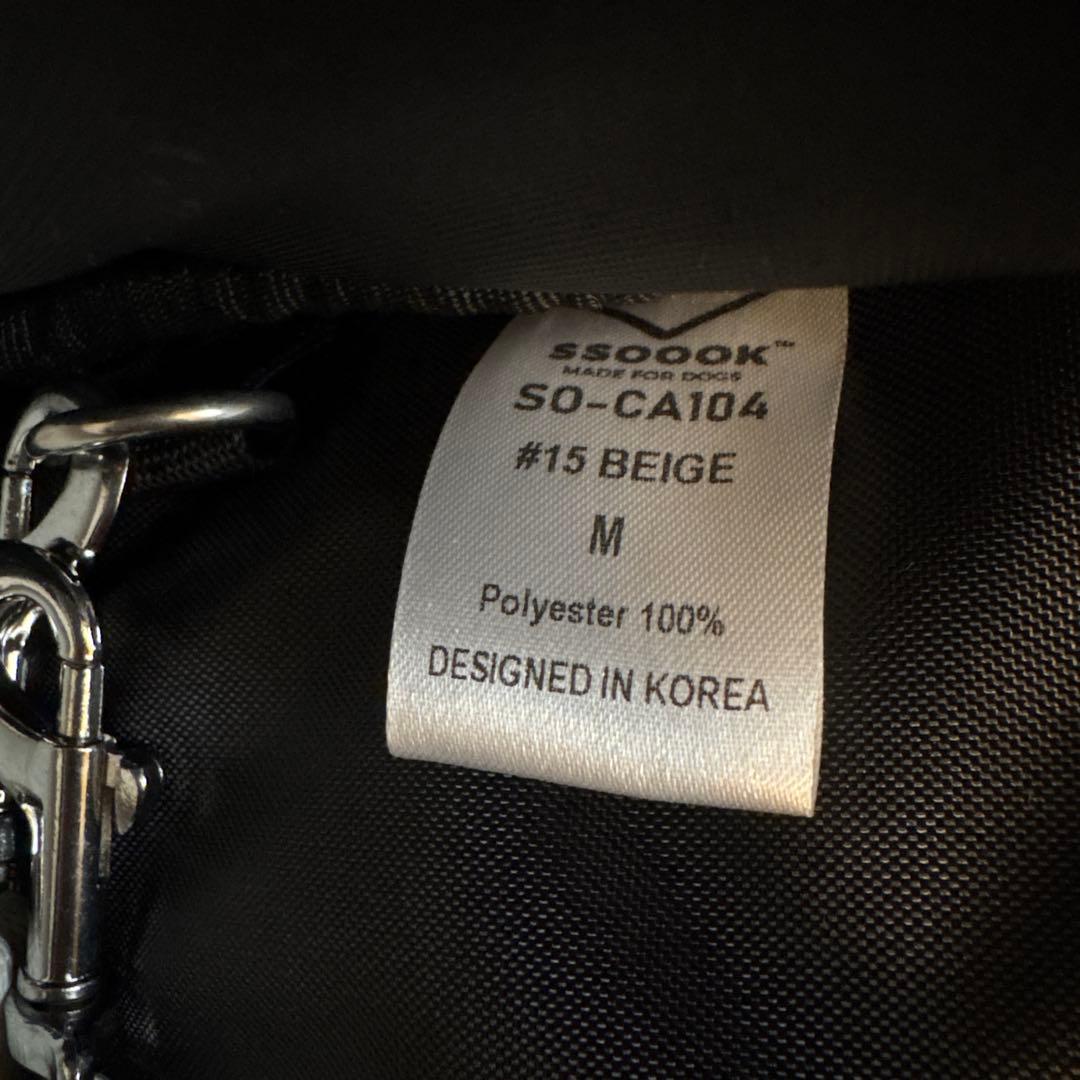 SSOOOK™
MADE FOR DOGS
SO-CA104
#15 BEIGE
M
Polyester 100%
DESIGNED IN KOREA